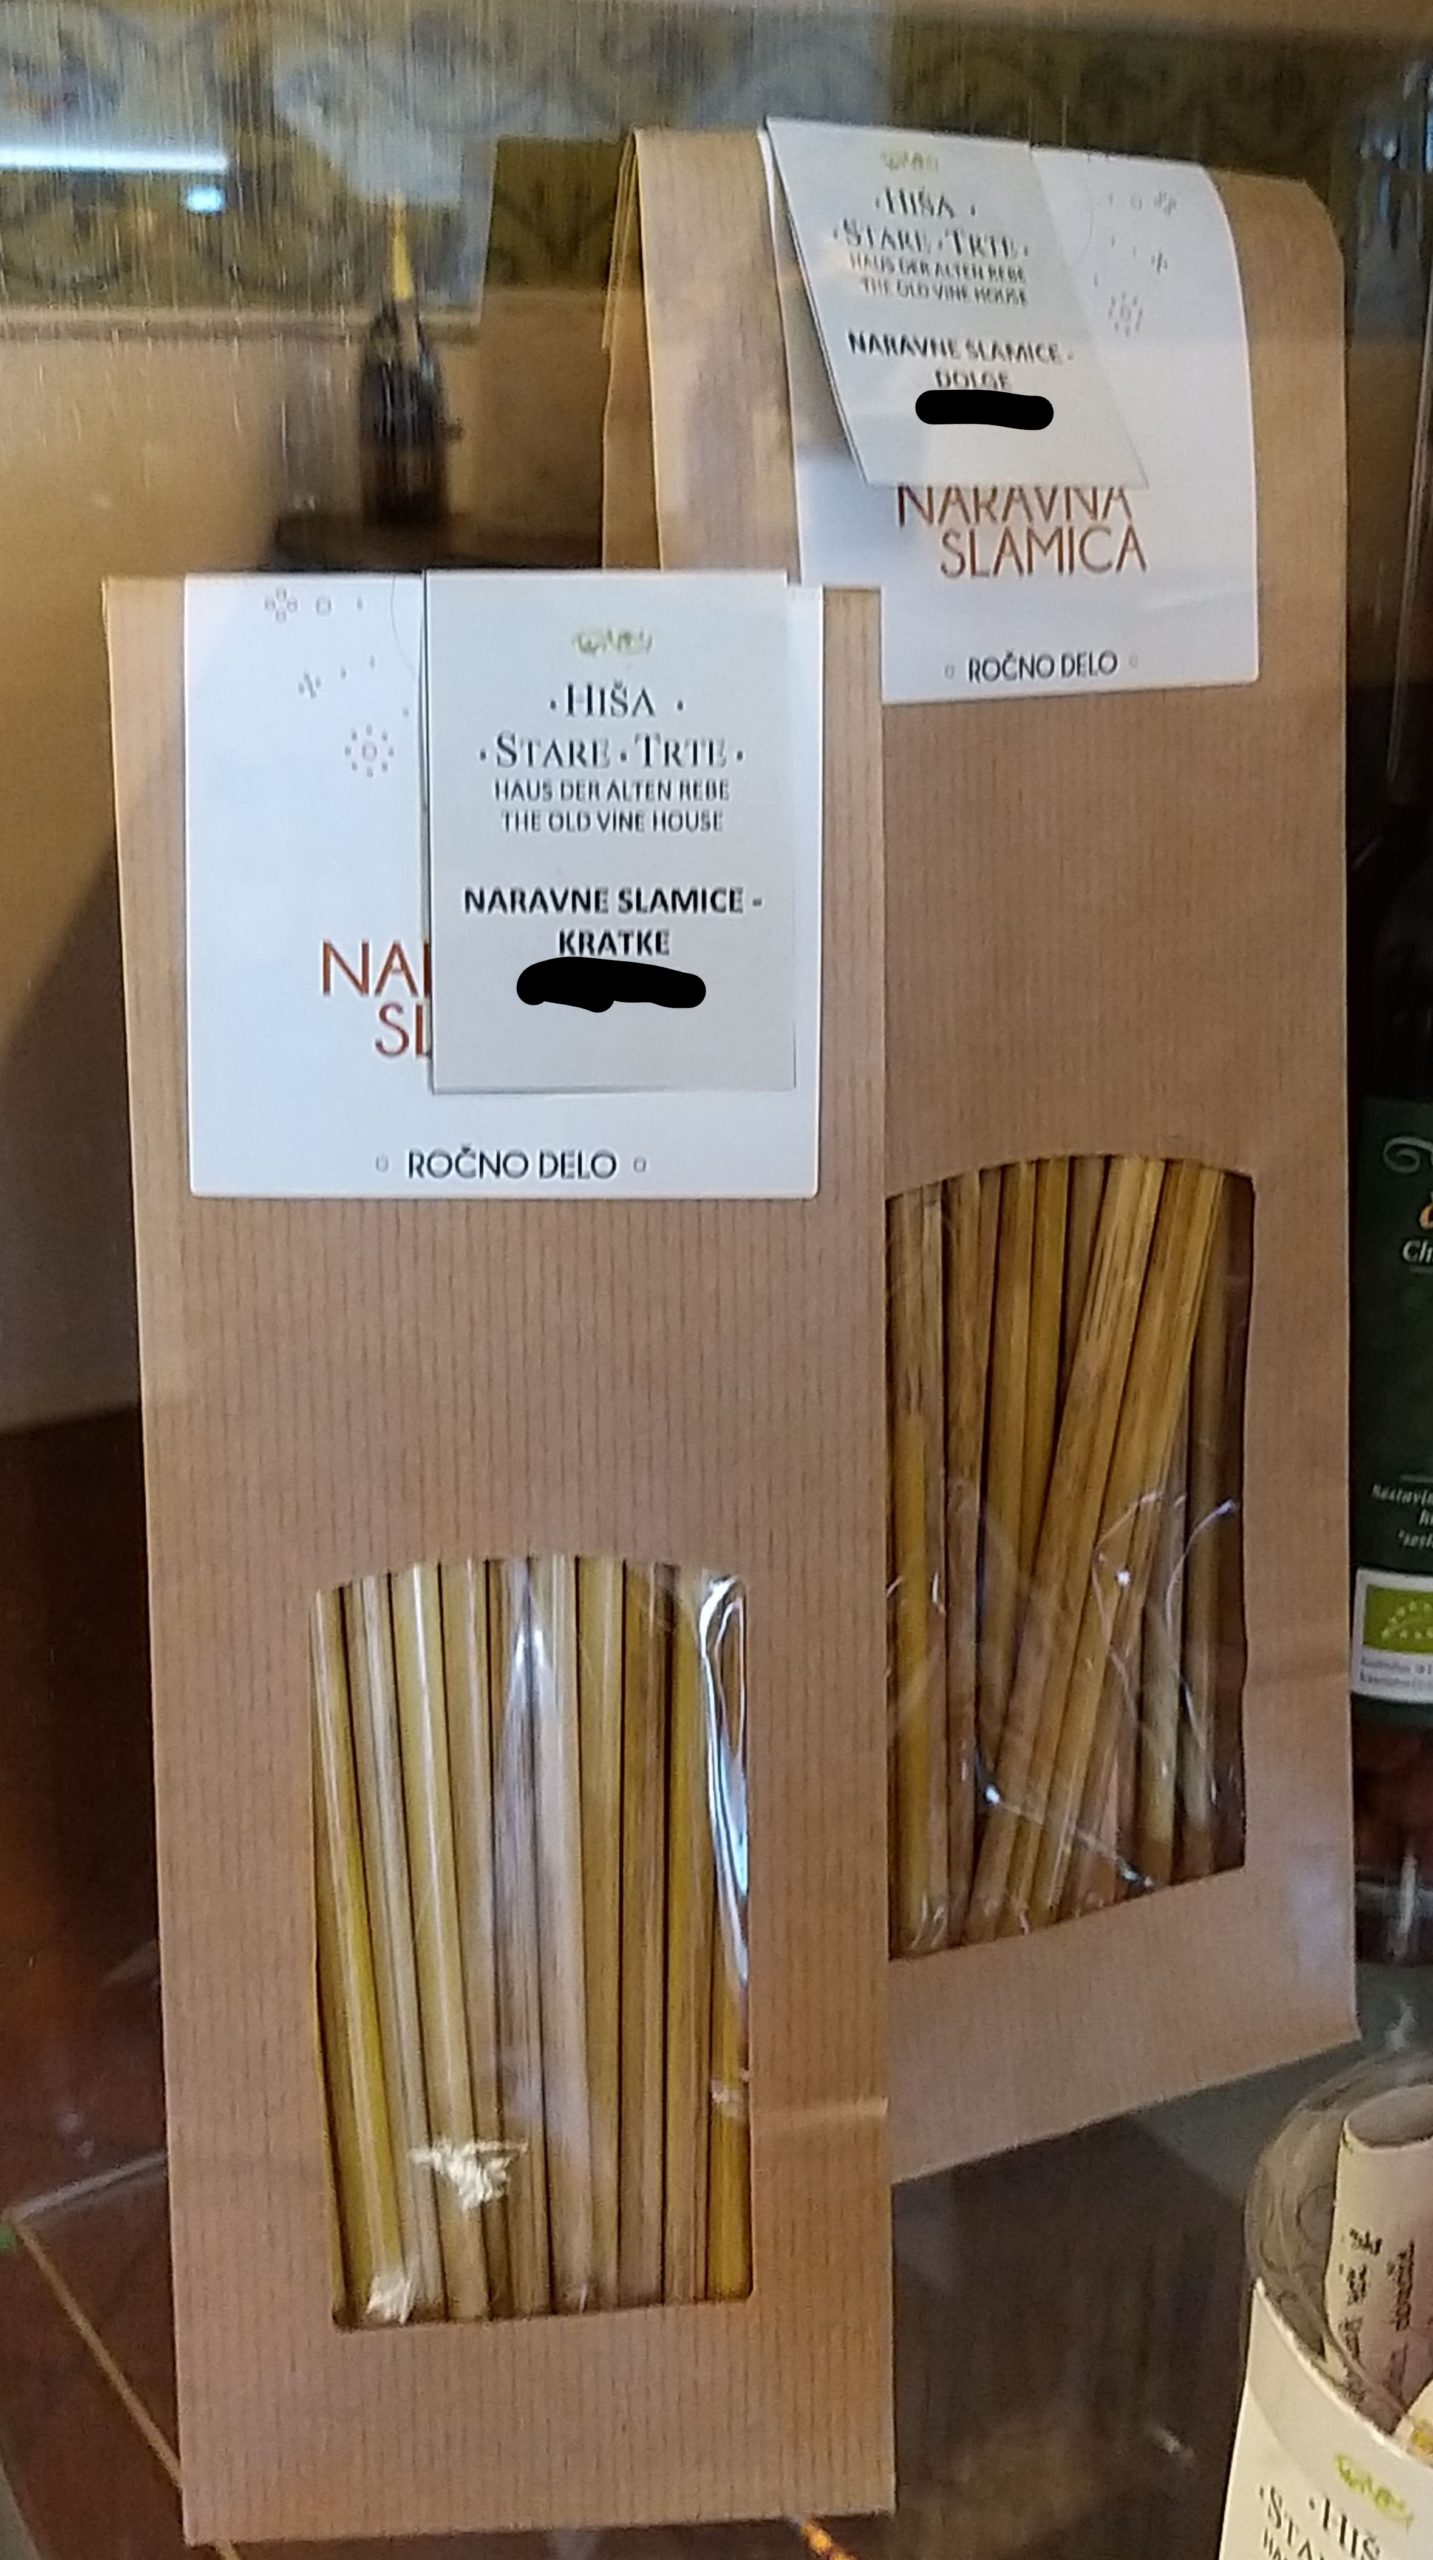 · HIŠA ·
· STARE · TRTE ·
HAUS DER ALTEN REBE
THE OLD VINE HOUSE
NARAVNE SLAMICE -
DOLGE
NARAVNA
SLAMICA
ROČNO DELO
· HIŠA ·
· STARE · TRTE ·
HAUS DER ALTEN REBE
THE OLD VINE HOUSE
NARAVNE SLAMICE -
KRATKE
ROČNO DELO